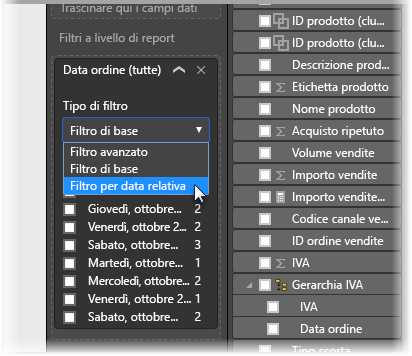 Trascinare qui i campi dati
Filtri a livello di report
Data ordine (tutte)
Tipo di filtro
Filtro di base
Filtro avanzato
Filtro di base
Filtro per data relativa
Giovedì, ottobre... 2
Venerdì, ottobre 2... 2
Sabato, ottobre... 3
Martedì, ottobre... 1
Mercoledì, ottobre... 2
Venerdì, ottobre 2... 1
Sabato, ottobre... 2
ID prodotto (clu...
ID prodotto (clu...
Descrizione prod...
Etichetta prodotto
Nome prodotto
Acquisto ripetuto
Volume vendite
Importo vendite
Importo vendite...
Codice canale ve...
ID ordine vendite
IVA
Gerarchia IVA
IVA
Data ordine
Tipo scorta